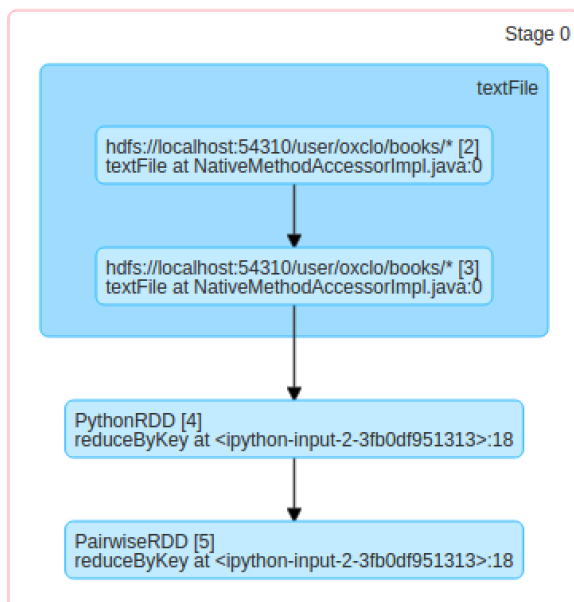 Stage 0
textFile
hdfs://localhost:54310/user/oxclo/books/* [2]
textFile at NativeMethodAccessorImpl.java:0
hdfs://localhost:54310/user/oxclo/books/* [3]
textFile at NativeMethodAccessorImpl.java:0
PythonRDD [4]
reduceByKey at <ipython-input-2-3fb0df951313>:18
PairwiseRDD [5]
reduceByKey at <ipython-input-2-3fb0df951313>:18